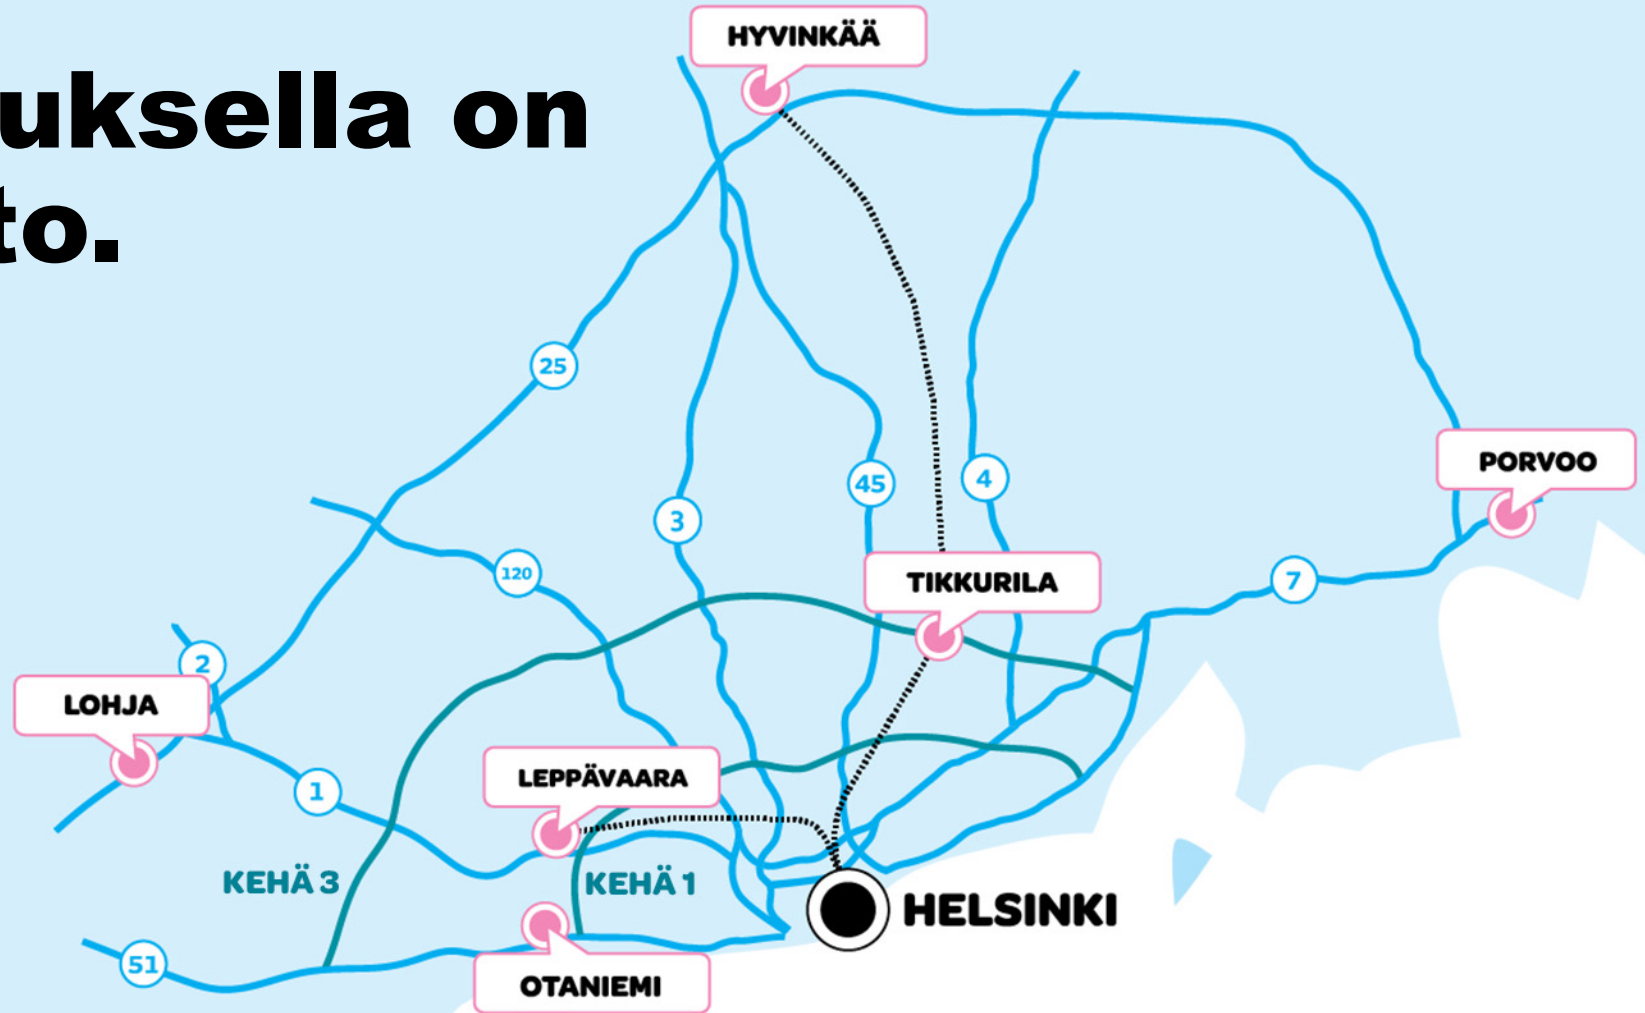 HYVINKÄÄ
uksella on
to.
25
PORVOO
45
4
3
120
TIKKURILA
7
2
LOHJA
LEPPÄVAARA
1
KEHÄ 3
KEHÄ 1
HELSINKI
51
OTANIEMI